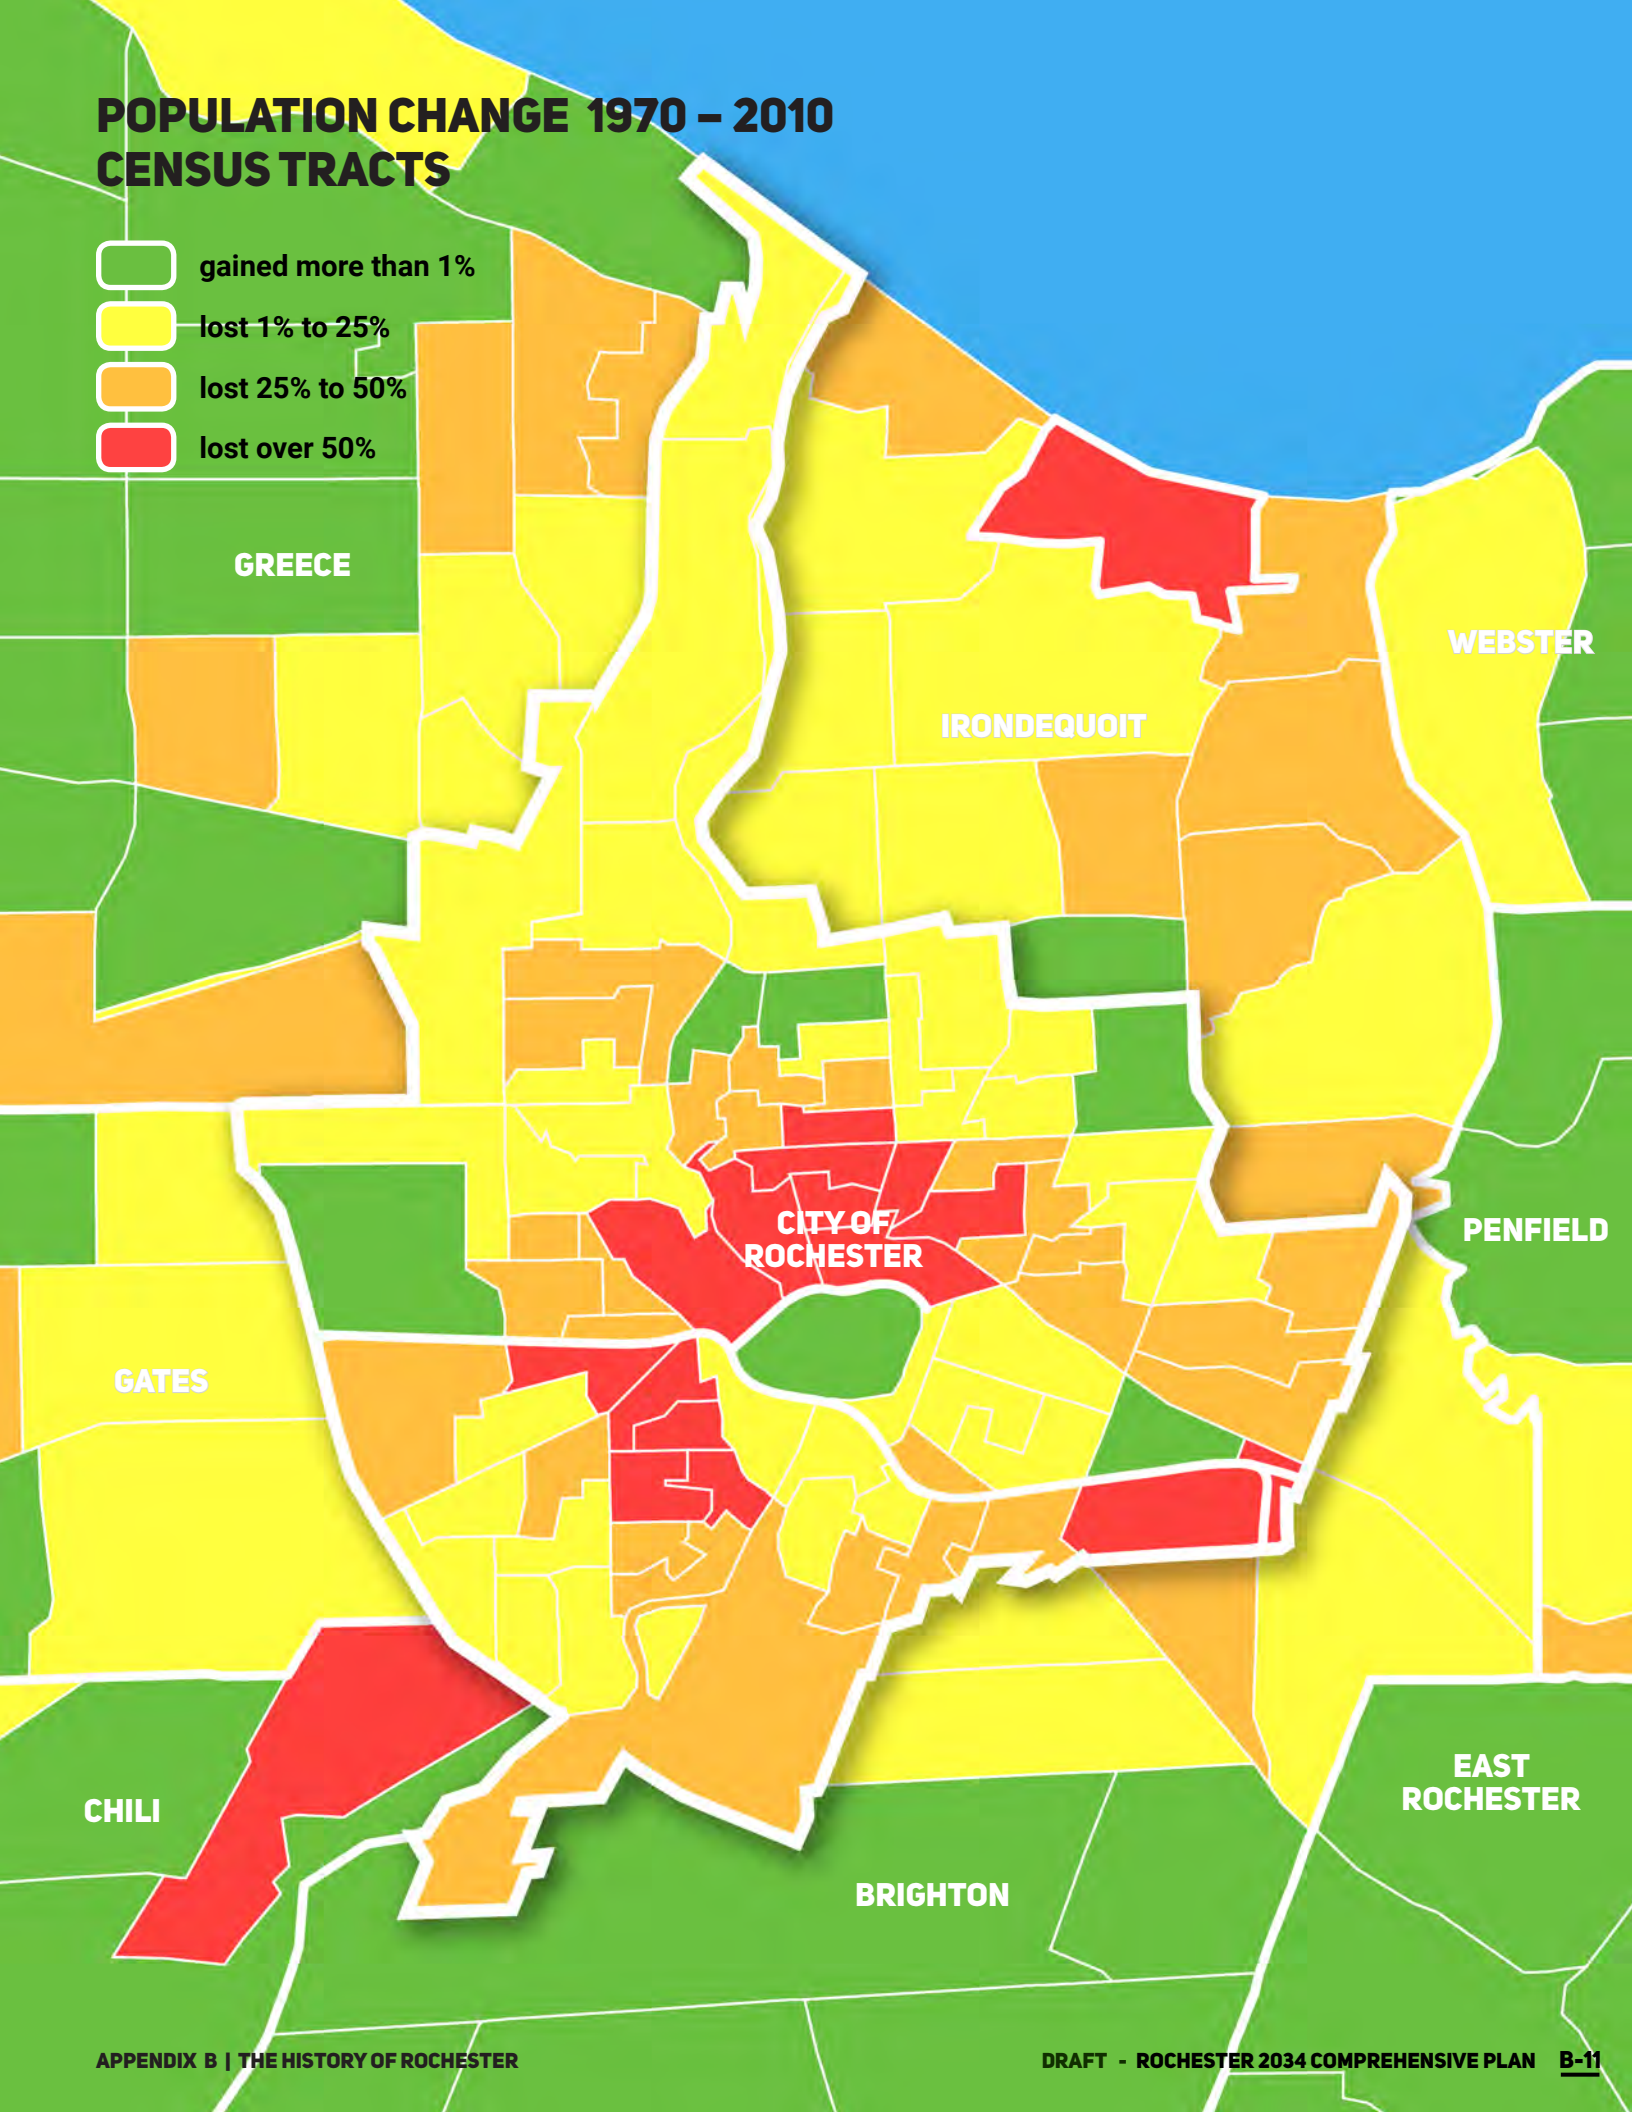 POPULATION CHANGE 1970 – 2010
CENSUS TRACTS
gained more than 1%
lost 1% to 25%
lost 25% to 50%
lost over 50%
GREECE
WEBSTER
IRONDEQUOIT
CITY OF
ROCHESTER
PENFIELD
GATES
EAST
ROCHESTER
CHILI
BRIGHTON
APPENDIX B | THE HISTORY OF ROCHESTER
DRAFT - ROCHESTER 2034 COMPREHENSIVE PLAN B-11